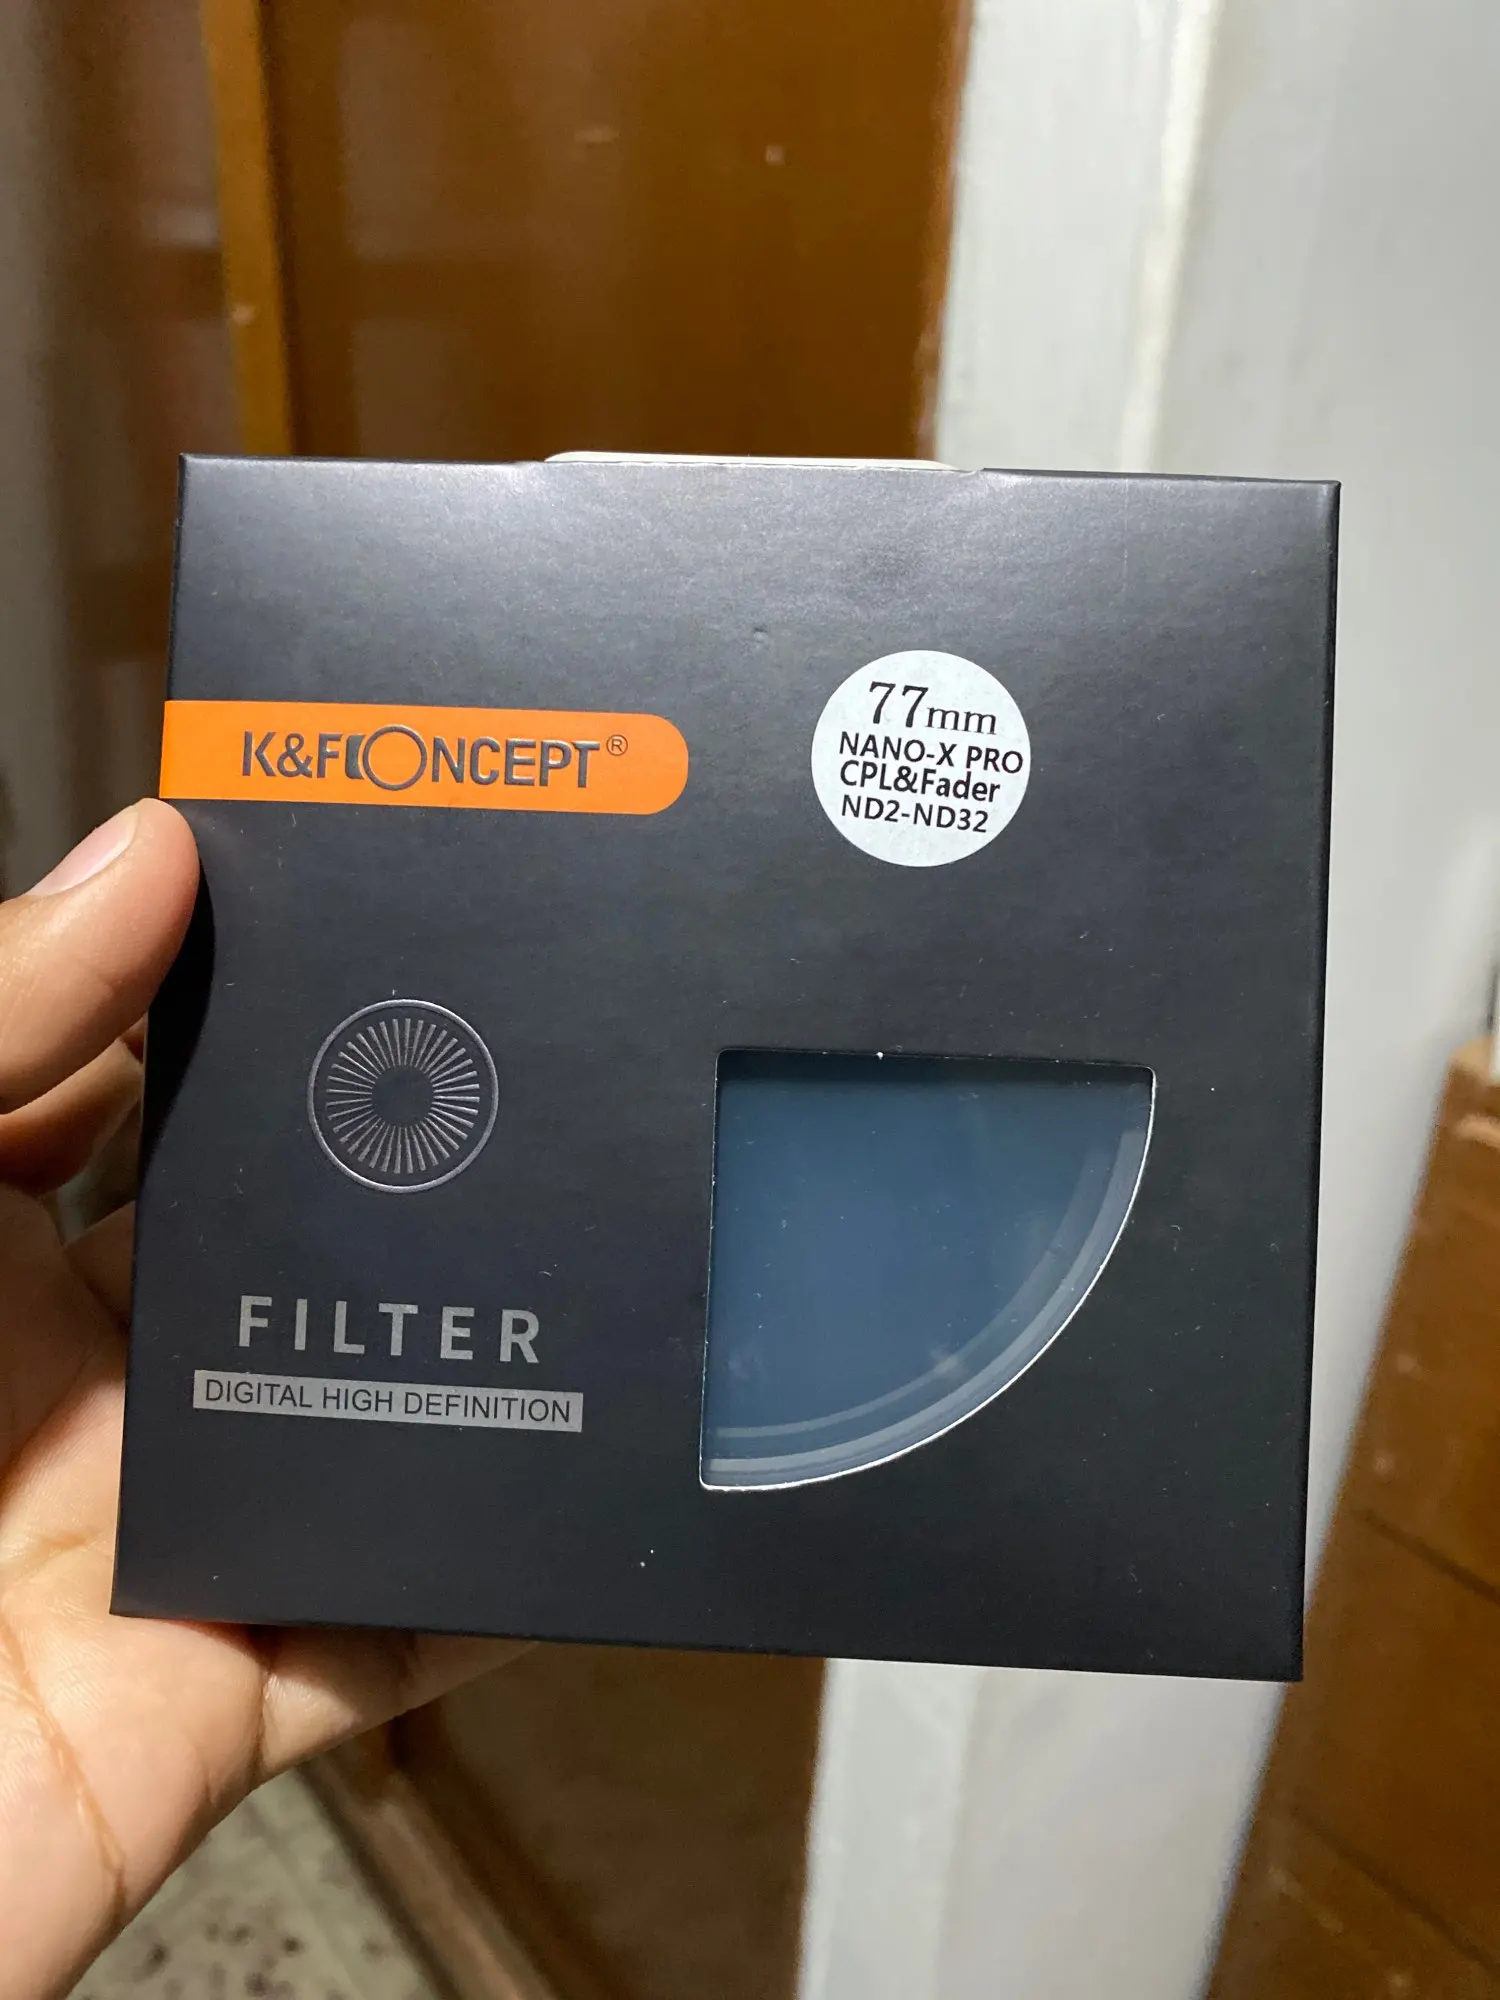 K&F CONCEPT®
77mm
NANO-X PRO
CPL&Fader
ND2-ND32
FILTER
DIGITAL HIGH DEFINITION